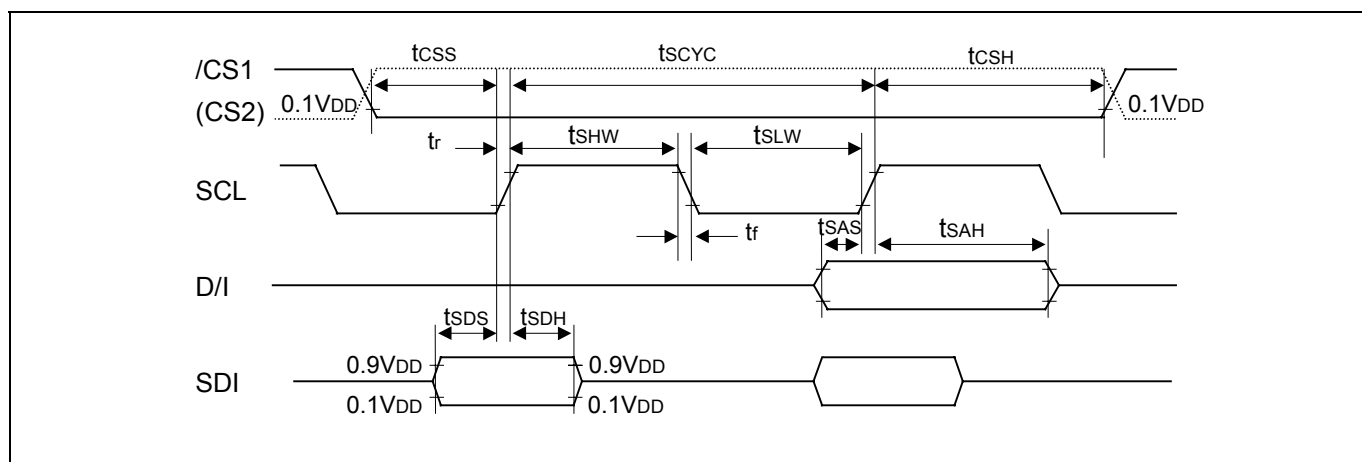 tCSS tSCYC tCSH
/CS1
(CS2) 0.1VDD 0.1VDD
tr tSHW tSLW
SCL
tf tSAS tSAH
D/I
tSDS tSDH
0.9VDD 0.9VDD
SDI
0.1VDD 0.1VDD